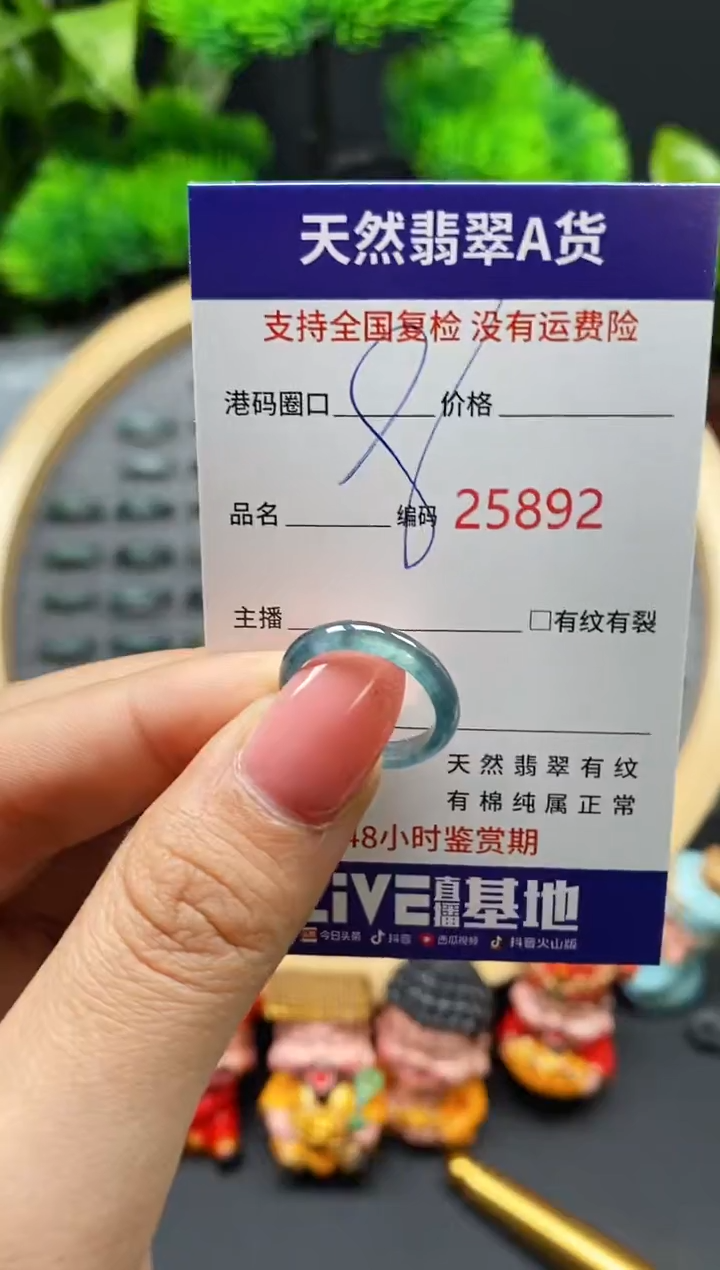 天然翡翠A货
支持全国复检 没有运费险
港码圈口 价格
8
品名 编码 25892
主播 □有纹有裂
天然翡翠有纹
有棉纯属正常
48小时鉴赏期
LiVE直播基地
今日头条 抖音 西瓜视频 抖音火山版